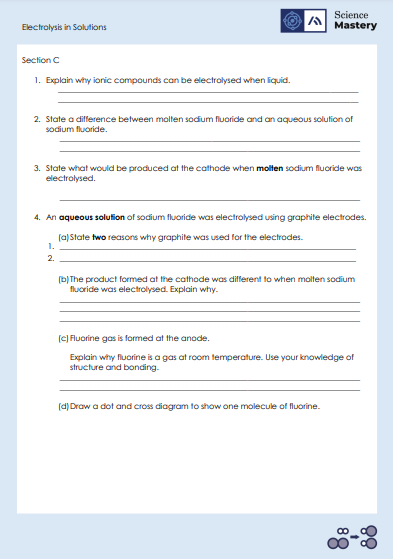 Electrolysis in Solutions
Science
Mastery
Section C
1. Explain why ionic compounds can be electrolysed when liquid.
2. State a difference between molten sodium fluoride and an aqueous solution of
sodium fluoride.
3. State what would be produced at the cathode when molten sodium fluoride was
electrolysed.
4. An aqueous solution of sodium fluoride was electrolysed using graphite electrodes.
(a) State two reasons why graphite was used for the electrodes.
1.
2.
(b) The product formed at the cathode was different to when molten sodium
fluoride was electrolysed. Explain why.
(c) Fluorine gas is formed at the anode.
Explain why fluorine is a gas at room temperature. Use your knowledge of
structure and bonding.
(d) Draw a dot and cross diagram to show one molecule of fluorine.